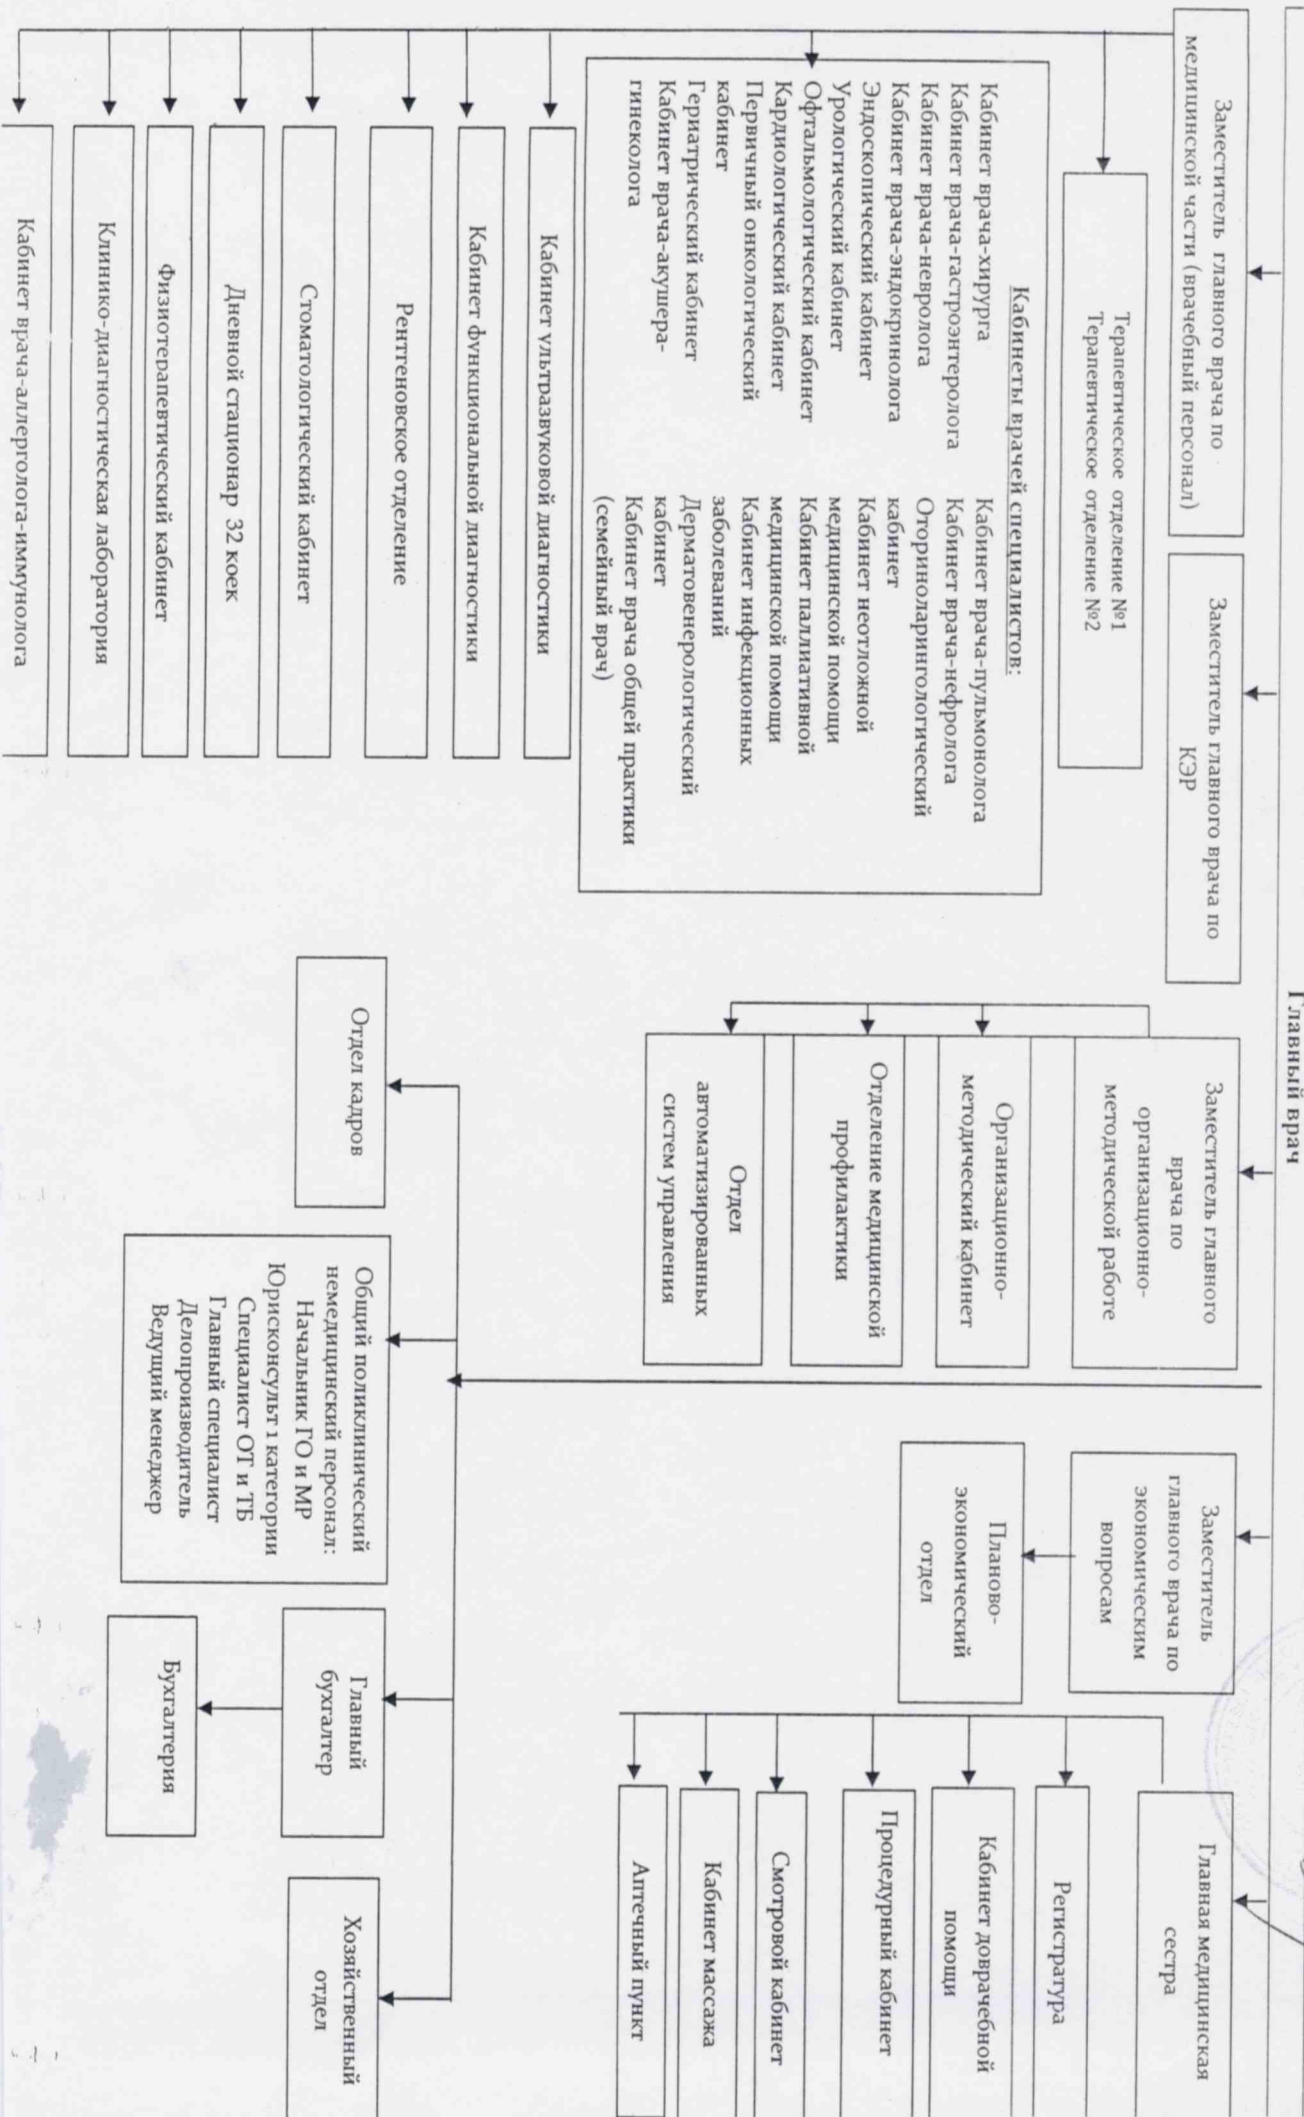 Главный врач
Заместитель главного врача по
медицинской части (врачебный персонал)
Терапевтическое отделение №1
Терапевтическое отделение №2
Кабинеты врачей специалистов:
Кабинет врача-хирурга
Кабинет врача-гастроэнтеролога
Кабинет врача-невролога
Кабинет врача-эндокринолога
Эндоскопический кабинет
Урологический кабинет
Офтальмологический кабинет
Кардиологический кабинет
Первичный онкологический
кабинет
Гериатрический кабинет
Кабинет врача-акушера-
гинеколога
Кабинет врача-пульмонолога
Кабинет врача-нефролога
Оториноларингологический
кабинет
Кабинет неотложной
медицинской помощи
Кабинет паллиативной
медицинской помощи
Кабинет инфекционных
заболеваний
Дерматовенерологический
кабинет
Кабинет врача общей практики
(семейный врач)
Кабинет ультразвуковой диагностики
Кабинет функциональной диагностики
Рентгеновское отделение
Стоматологический кабинет
Дневной стационар 32 коек
Физиотерапевтический кабинет
Клинико-диагностическая лаборатория
Кабинет врача-аллерголога-иммунолога
Заместитель главного врача по
КЭР
Заместитель главного
врача по
организационно-
методической работе
Организационно-
методический кабинет
Отделение медицинской
профилактики
Отдел
автоматизированных
систем управления
Заместитель
главного врача по
экономическим
вопросам
Планово-
экономический
отдел
Главная медицинская
сестра
Регистратура
Кабинет доврачебной
помощи
Процедурный кабинет
Смотровой кабинет
Кабинет массажа
Аптечный пункт
Отдел кадров
Общий поликлинический
немедицинский персонал:
Начальник ГО и МР
Юрисконсульт 1 категории
Специалист ОТ и ТБ
Главный специалист
Делопроизводитель
Ведущий менеджер
Главный
бухгалтер
Бухгалтерия
Хозяйственный
отдел